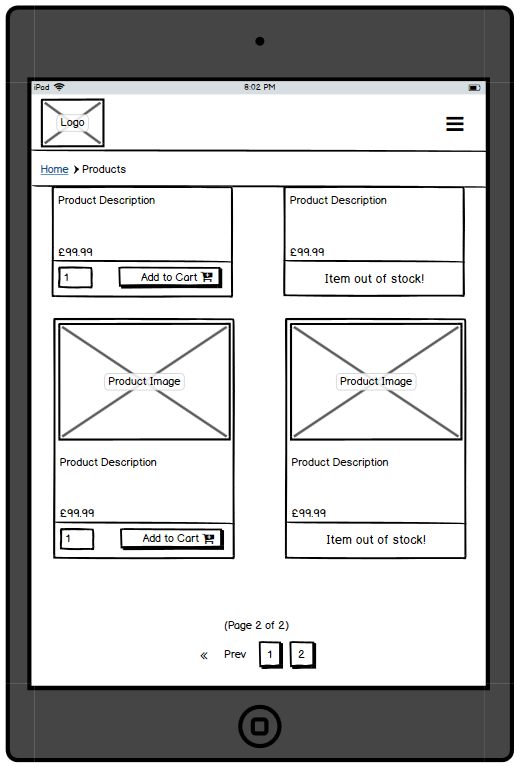 iPad 8:02 PM
Logo
Home Products
Product Description Product Description
£99.99 £99.99
1 Add to Cart Item out of stock!
Product Image Product Image
Product Description Product Description
£99.99 £99.99
1 Add to Cart Item out of stock!
(Page 2 of 2)
« Prev 1 2